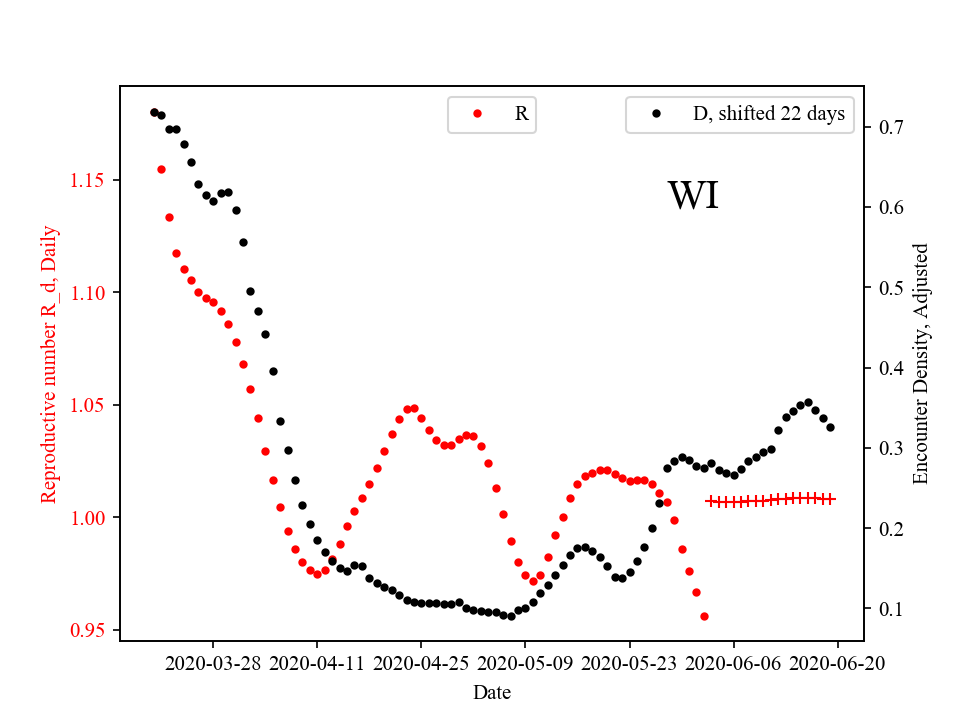 R
D, shifted 22 days
WI
Reproductive number R_d, Daily
1.15
1.10
1.05
1.00
0.95
0.7
0.6
0.5
0.4
0.3
0.2
0.1
Encounter Density, Adjusted
2020-03-28 2020-04-11 2020-04-25 2020-05-09 2020-05-23 2020-06-06 2020-06-20
Date